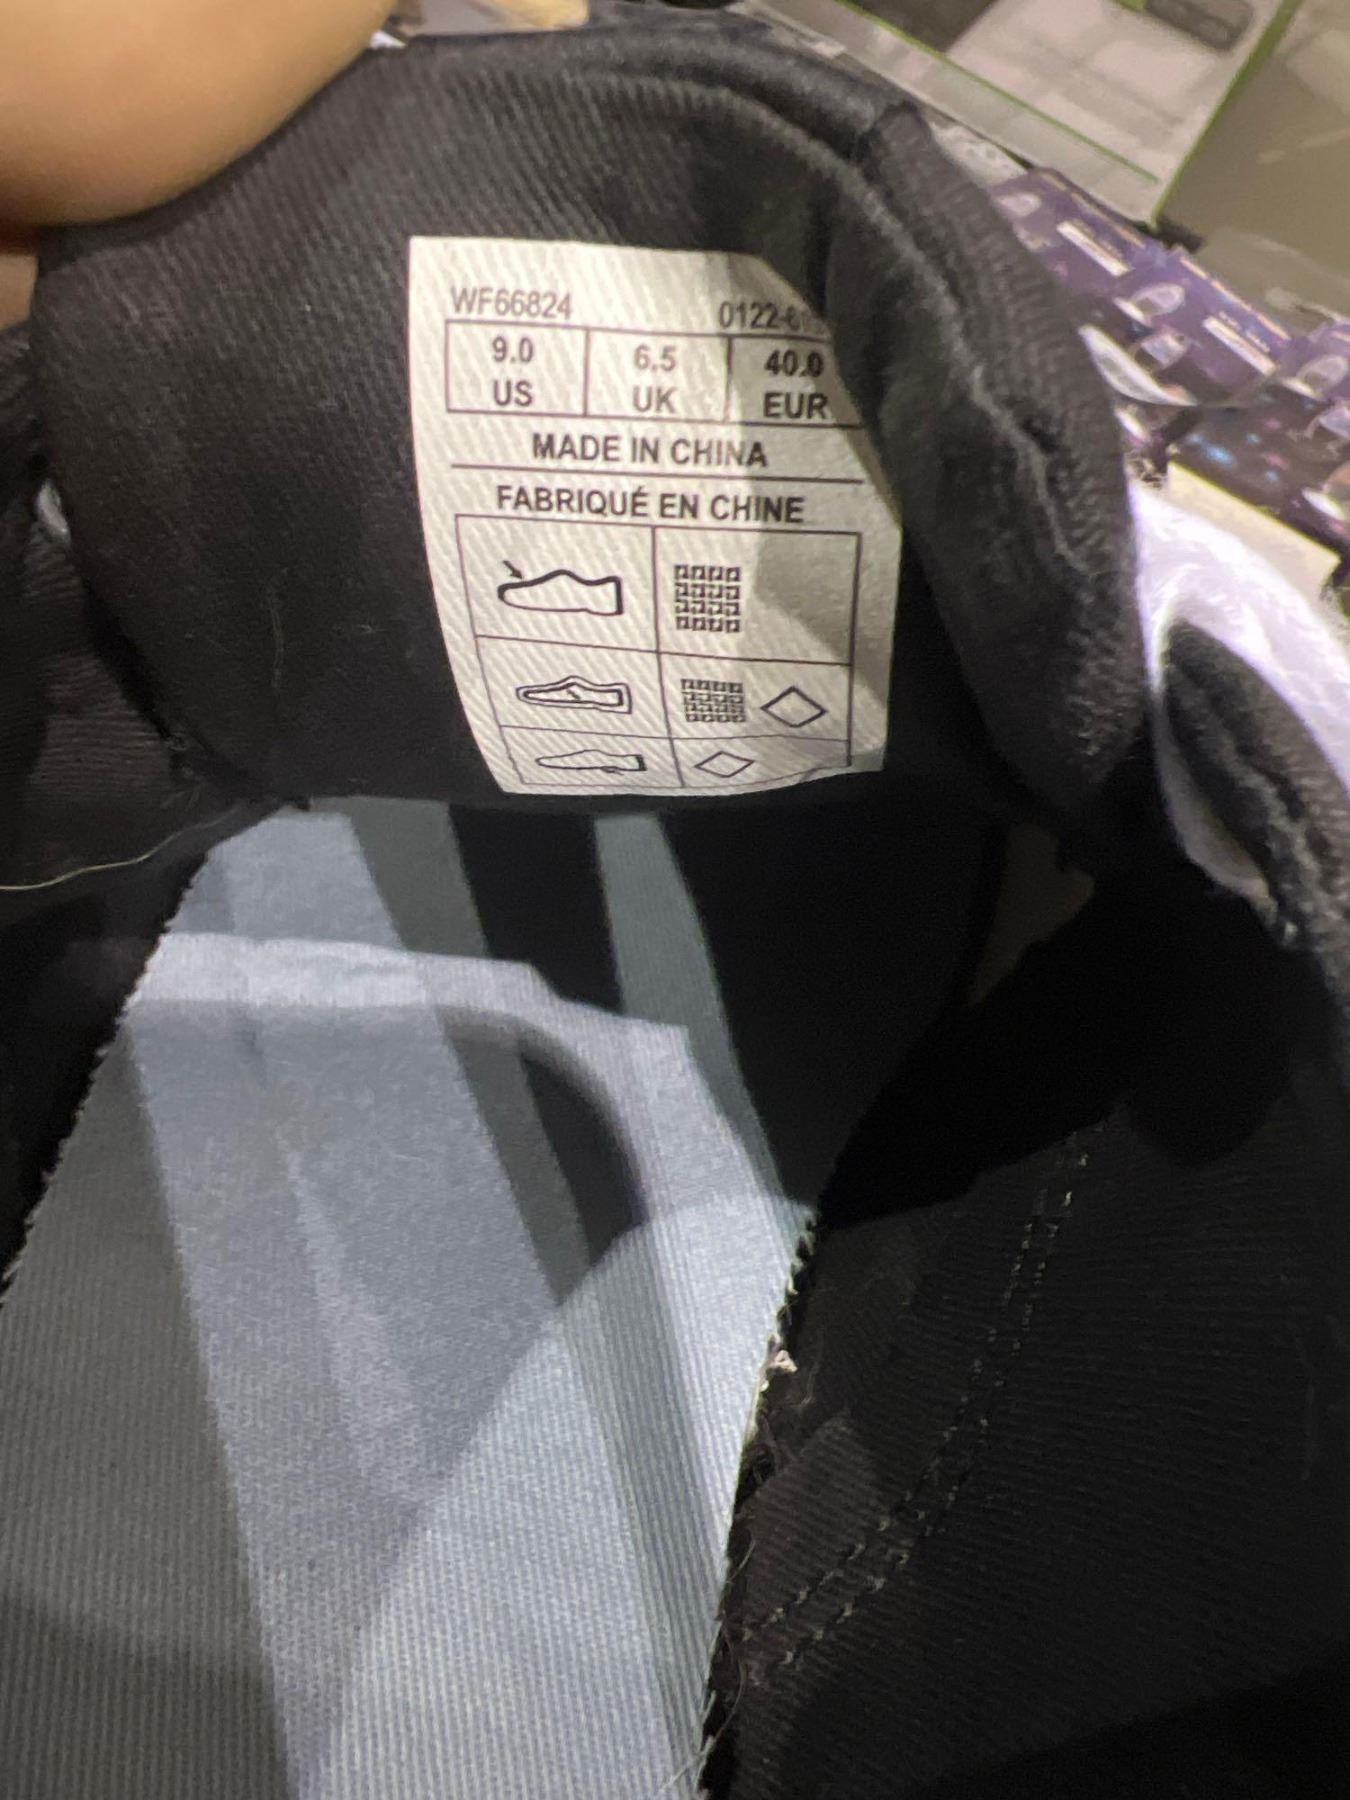 WF66824
9.0 6.5 40.0
US UK EUR
MADE IN CHINA
FABRIQUÉ EN CHINE